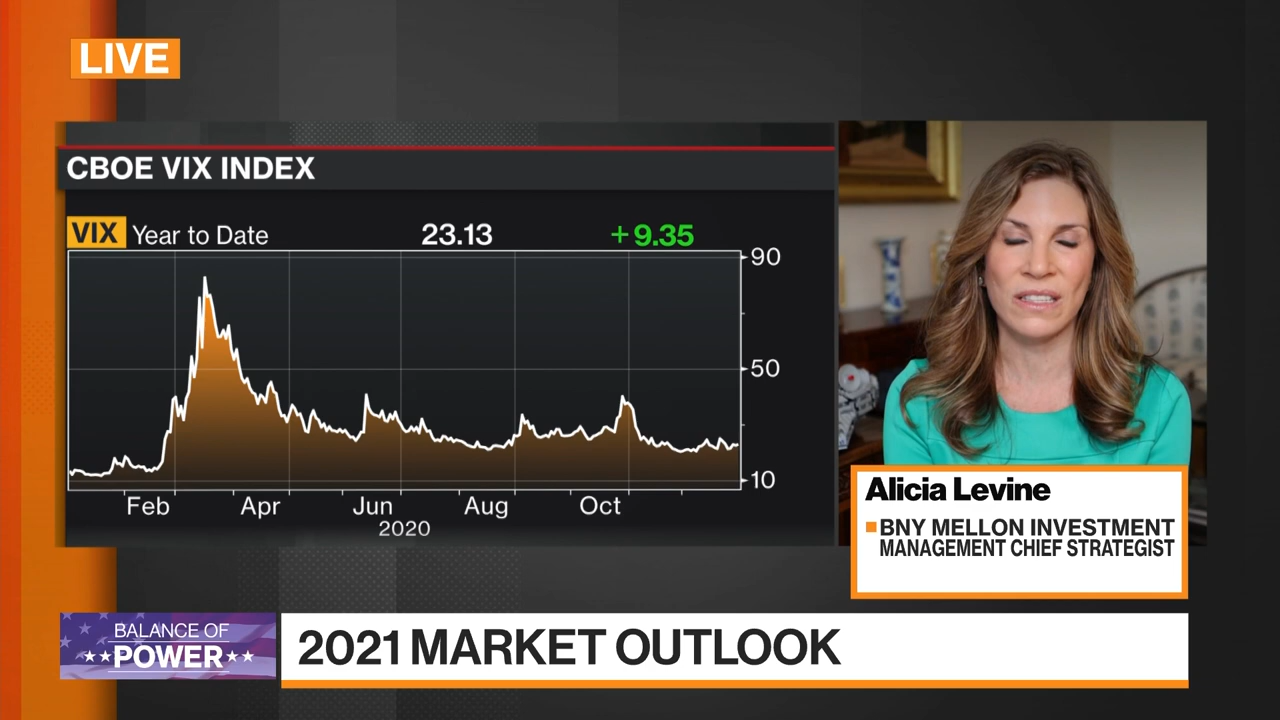 LIVE
CBOE VIX INDEX
VIX Year to Date 23.13 +9.35
90
50
10
Feb Apr Jun Aug Oct
2020
Alicia Levine
BNY MELLON INVESTMENT
MANAGEMENT CHIEF STRATEGIST
BALANCE OF
POWER
2021 MARKET OUTLOOK